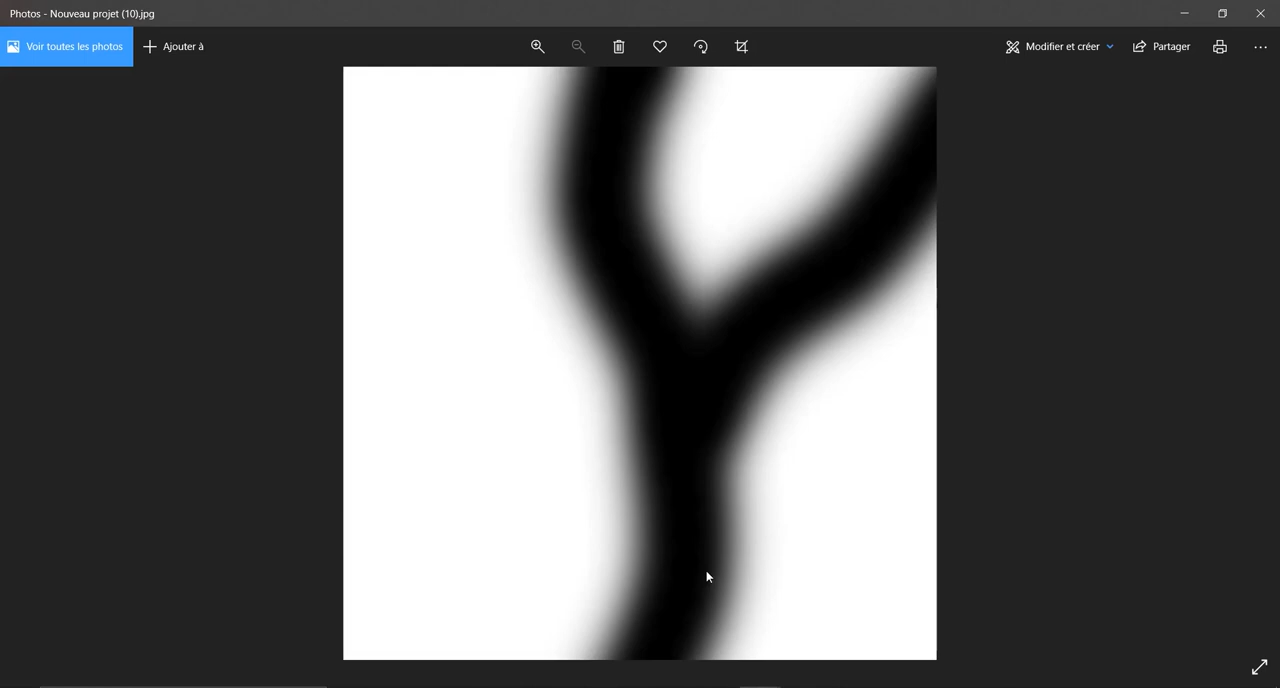 Photos - Nouveau projet (10).jpg
Voir toutes les photos
Ajouter à
Modifier et créer
Partager